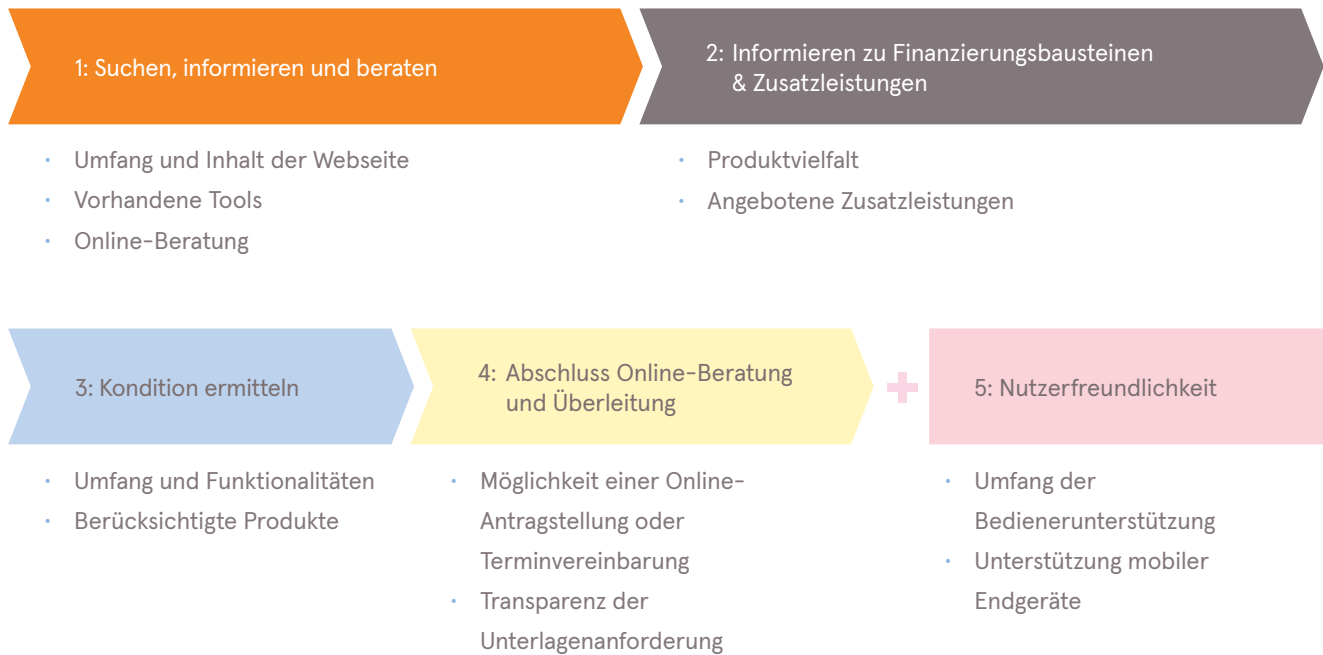 1: Suchen, informieren und beraten
2: Informieren zu Finanzierungsbausteinen
& Zusatzleistungen
· Umfang und Inhalt der Webseite
· Vorhandene Tools
· Online-Beratung
· Produktvielfalt
· Angebotene Zusatzleistungen
3: Kondition ermitteln
4: Abschluss Online-Beratung
und Überleitung
5: Nutzerfreundlichkeit
· Umfang und Funktionalitäten
· Berücksichtigte Produkte
· Möglichkeit einer Online-
Antragstellung oder
Terminvereinbarung
· Transparenz der
Unterlagenanforderung
· Umfang der
Bedienerunterstützung
· Unterstützung mobiler
Endgeräte